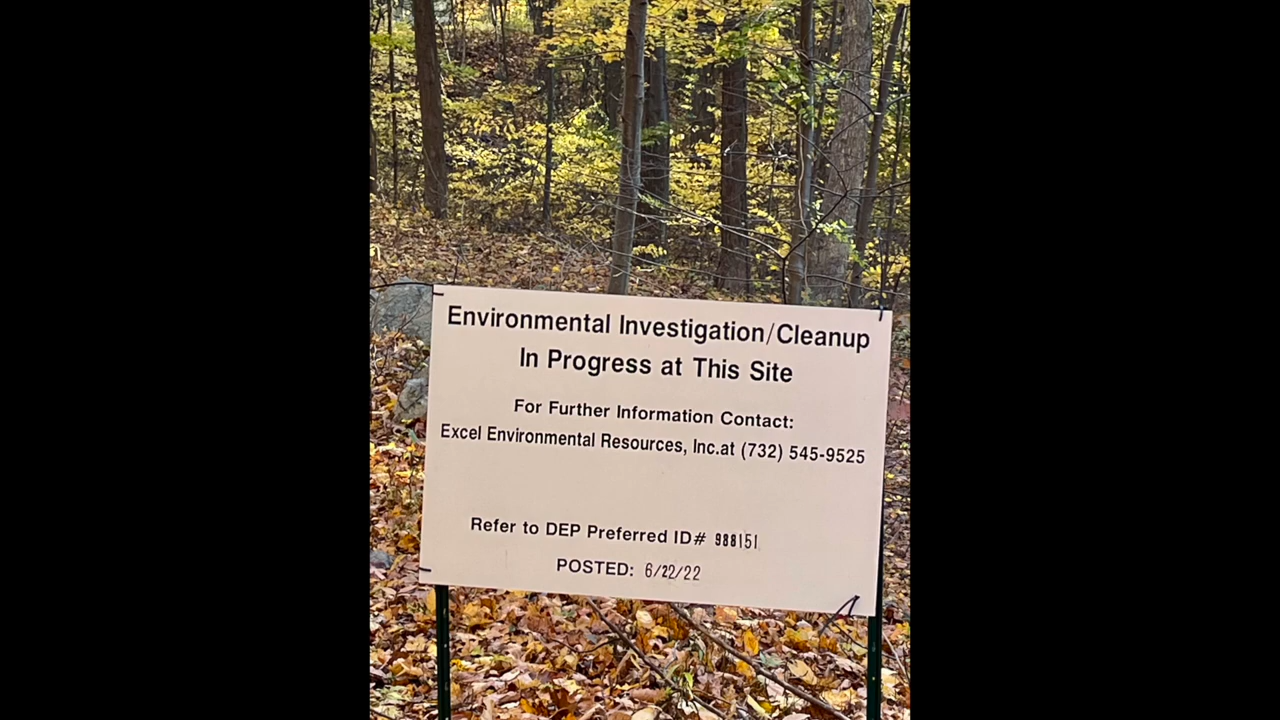 Environmental Investigation/Cleanup
In Progress at This Site
For Further Information Contact:
Excel Environmental Resources, Inc.at (732) 545-9525
Refer to DEP Preferred ID# 988151
POSTED: 6/22/22